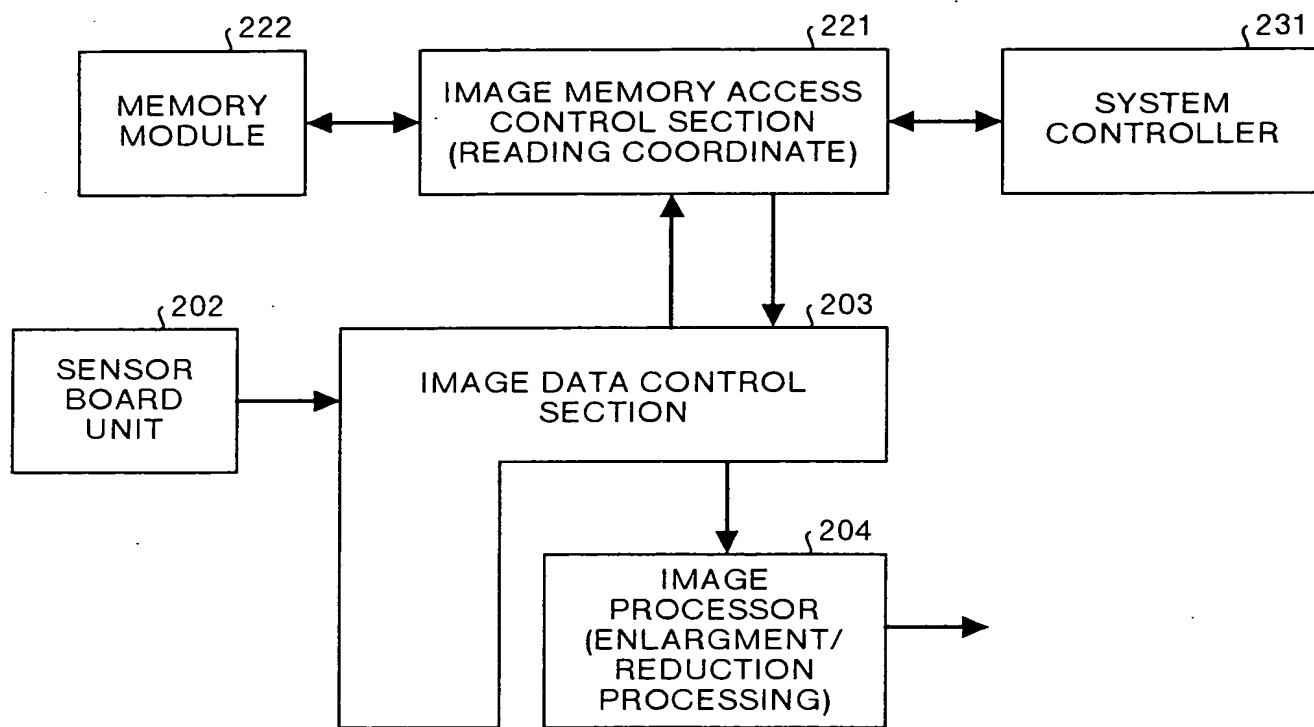 222
MEMORY
MODULE
221
IMAGE MEMORY ACCESS
CONTROL SECTION
(READING COORDINATE)
231
SYSTEM
CONTROLLER
202
SENSOR
BOARD
UNIT
203
IMAGE DATA CONTROL
SECTION
204
IMAGE
PROCESSOR
(ENLARGMENT/
REDUCTION
PROCESSING)